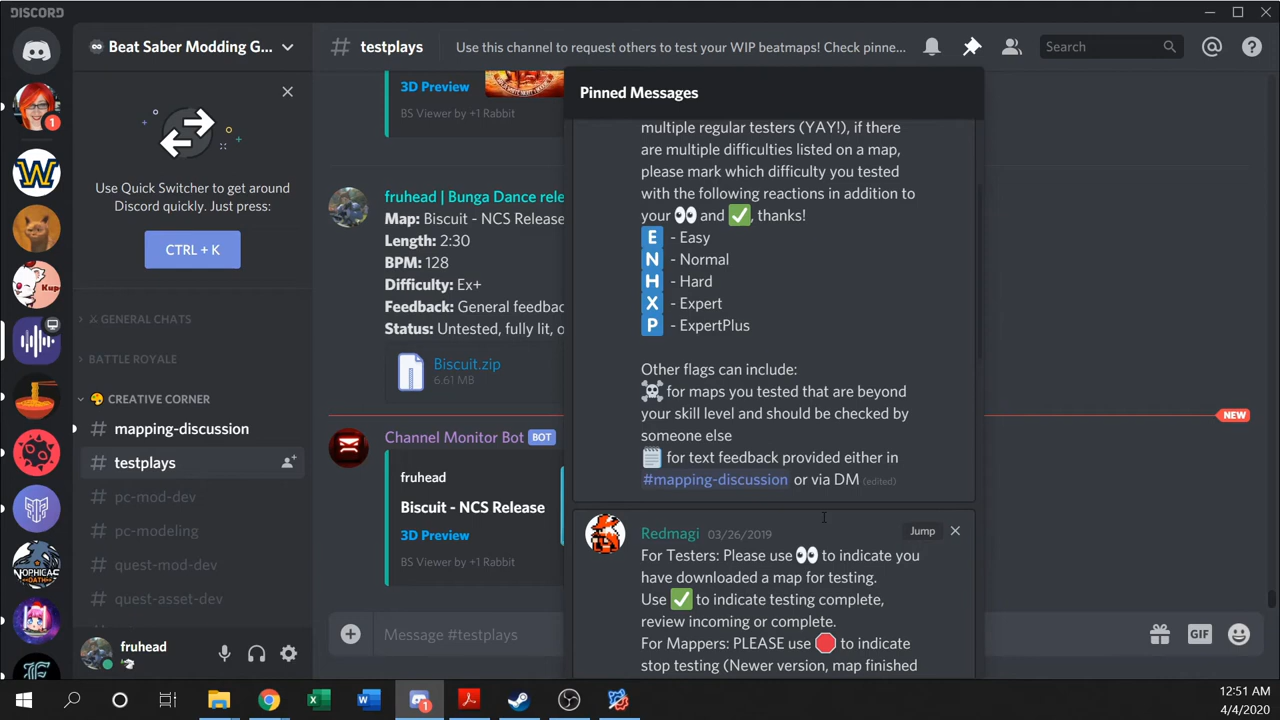 DISCORD
Beat Saber Modding G...
# testplays
Use this channel to request others to test your WIP beatmaps! Check pinne...
Search
Use Quick Switcher to get around
Discord quickly. Just press:
CTRL + K
GENERAL CHATS
BATTLE ROYALE
CREATIVE CORNER
# mapping-discussion
# testplays
# pc-mod-dev
# pc-modeling
# quest-mod-dev
# quest-asset-dev
fruhead
1
Kup
3D Preview
BS Viewer by +1 Rabbit
fruhead | Bunga Dance rele
Map: Biscuit - NCS Release
Length: 2:30
BPM: 128
Difficulty: Ex+
Feedback: General feedbac
Status: Untested, fully lit, o
Biscuit.zip
6.61 MB
NEW
Channel Monitor Bot BOT
fruhead
Biscuit - NCS Release
3D Preview
BS Viewer by +1 Rabbit
Message #testplays
GIF
Pinned Messages
multiple regular testers (YAY!), if there
are multiple difficulties listed on a map,
please mark which difficulty you tested
with the following reactions in addition to
your 👀 and ✅, thanks!
E - Easy
N - Normal
H - Hard
X - Expert
P - ExpertPlus
Other flags can include:
☠ for maps you tested that are beyond
your skill level and should be checked by
someone else
🗒 for text feedback provided either in
#mapping-discussion or via DM (edited)
Redmagi 03/26/2019
Jump
For Testers: Please use 👀 to indicate you
have downloaded a map for testing.
Use ✅ to indicate testing complete,
review incoming or complete.
For Mappers: PLEASE use 🛑 to indicate
stop testing (Newer version, map finished
1
12:51 AM
4/4/2020